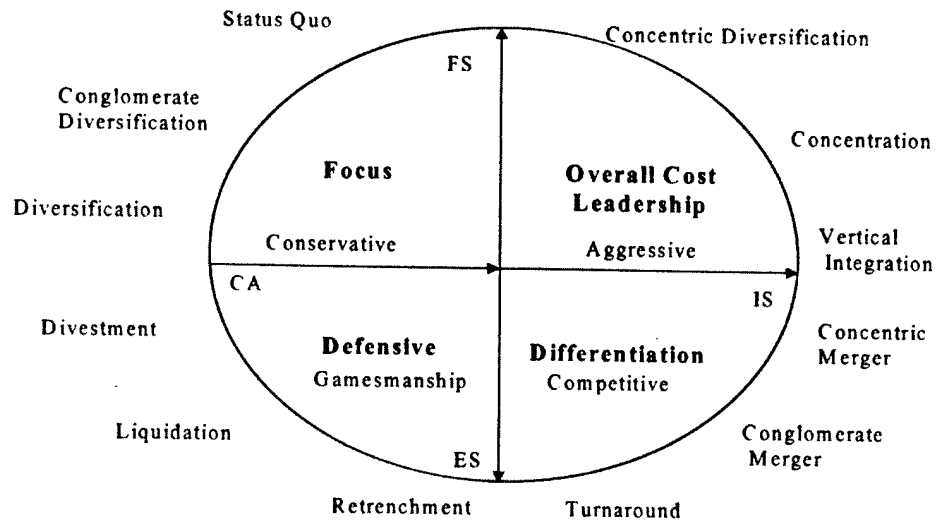 Status Quo
Concentric Diversification
FS
Conglomerate
Diversification
Concentration
Focus
Overall Cost
Leadership
Diversification
Conservative
Aggressive
Vertical
Integration
CA
IS
Divestment
Concentric
Merger
Defensive
Gamesmanship
Differentiation
Competitive
Liquidation
Conglomerate
Merger
ES
Retrenchment
Turnaround